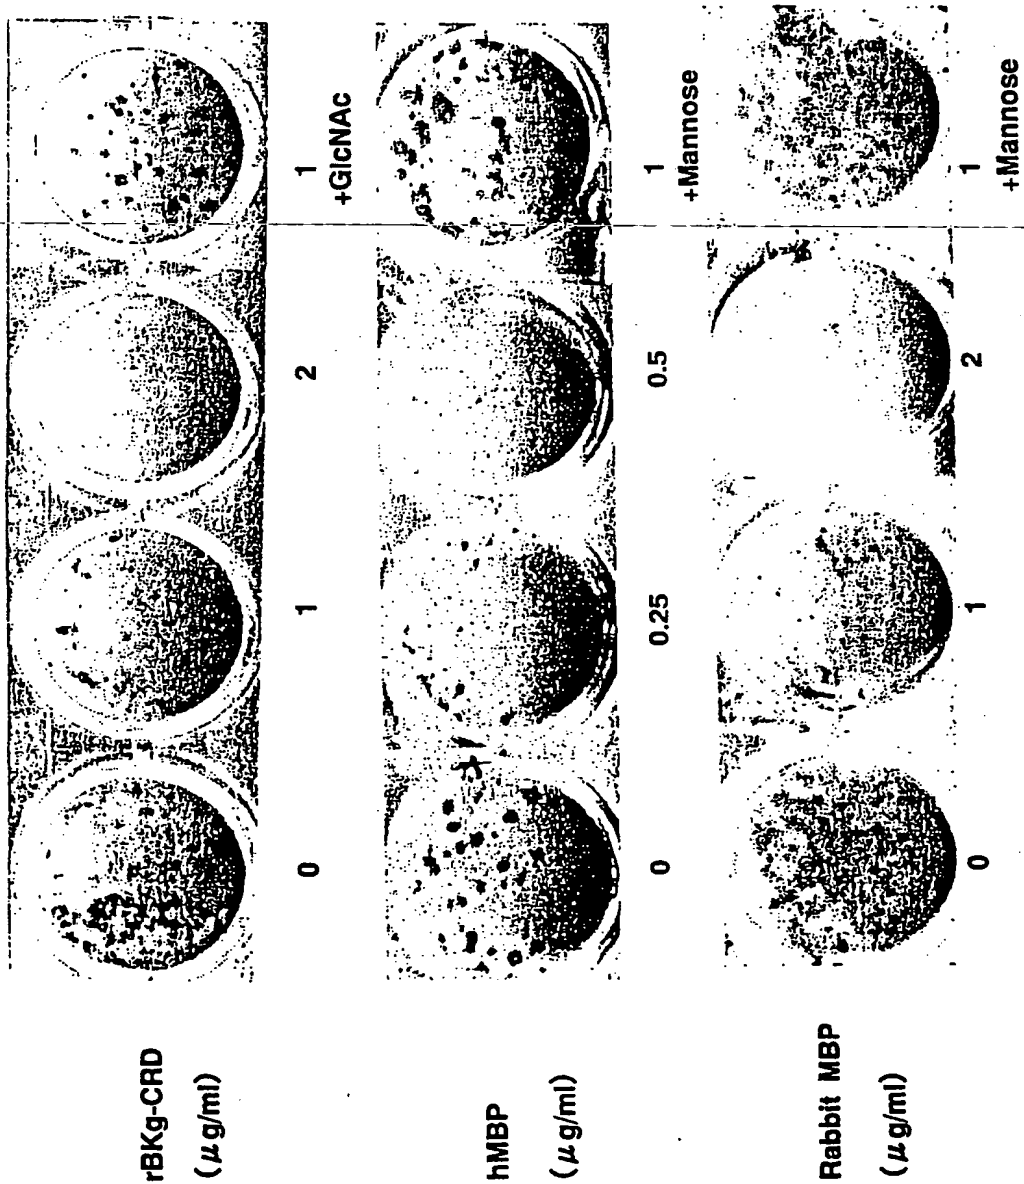 rBKg-CRD
(μg/ml)
0
1
2
1
+GlcNAc
hMBP
(μg/ml)
0
0.25
0.5
1
+Mannose
Rabbit MBP
(μg/ml)
0
1
2
1
+Mannose